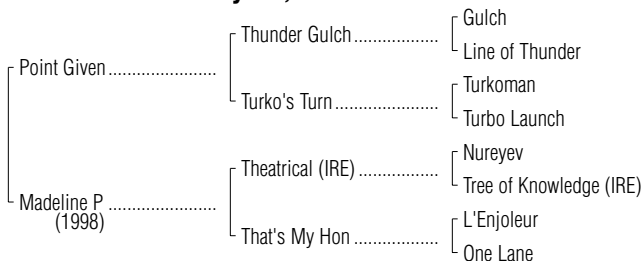 Gulch
Thunder Gulch........................
Line of Thunder
Point Given.......................
Turkoman
Turko's Turn......................
Turbo Launch
Nureyev
Theatrical (IRE) .................
Tree of Knowledge (IRE)
Madeline P .......................
(1998)
L'Enjoleur
That's My Hon ....................
One Lane